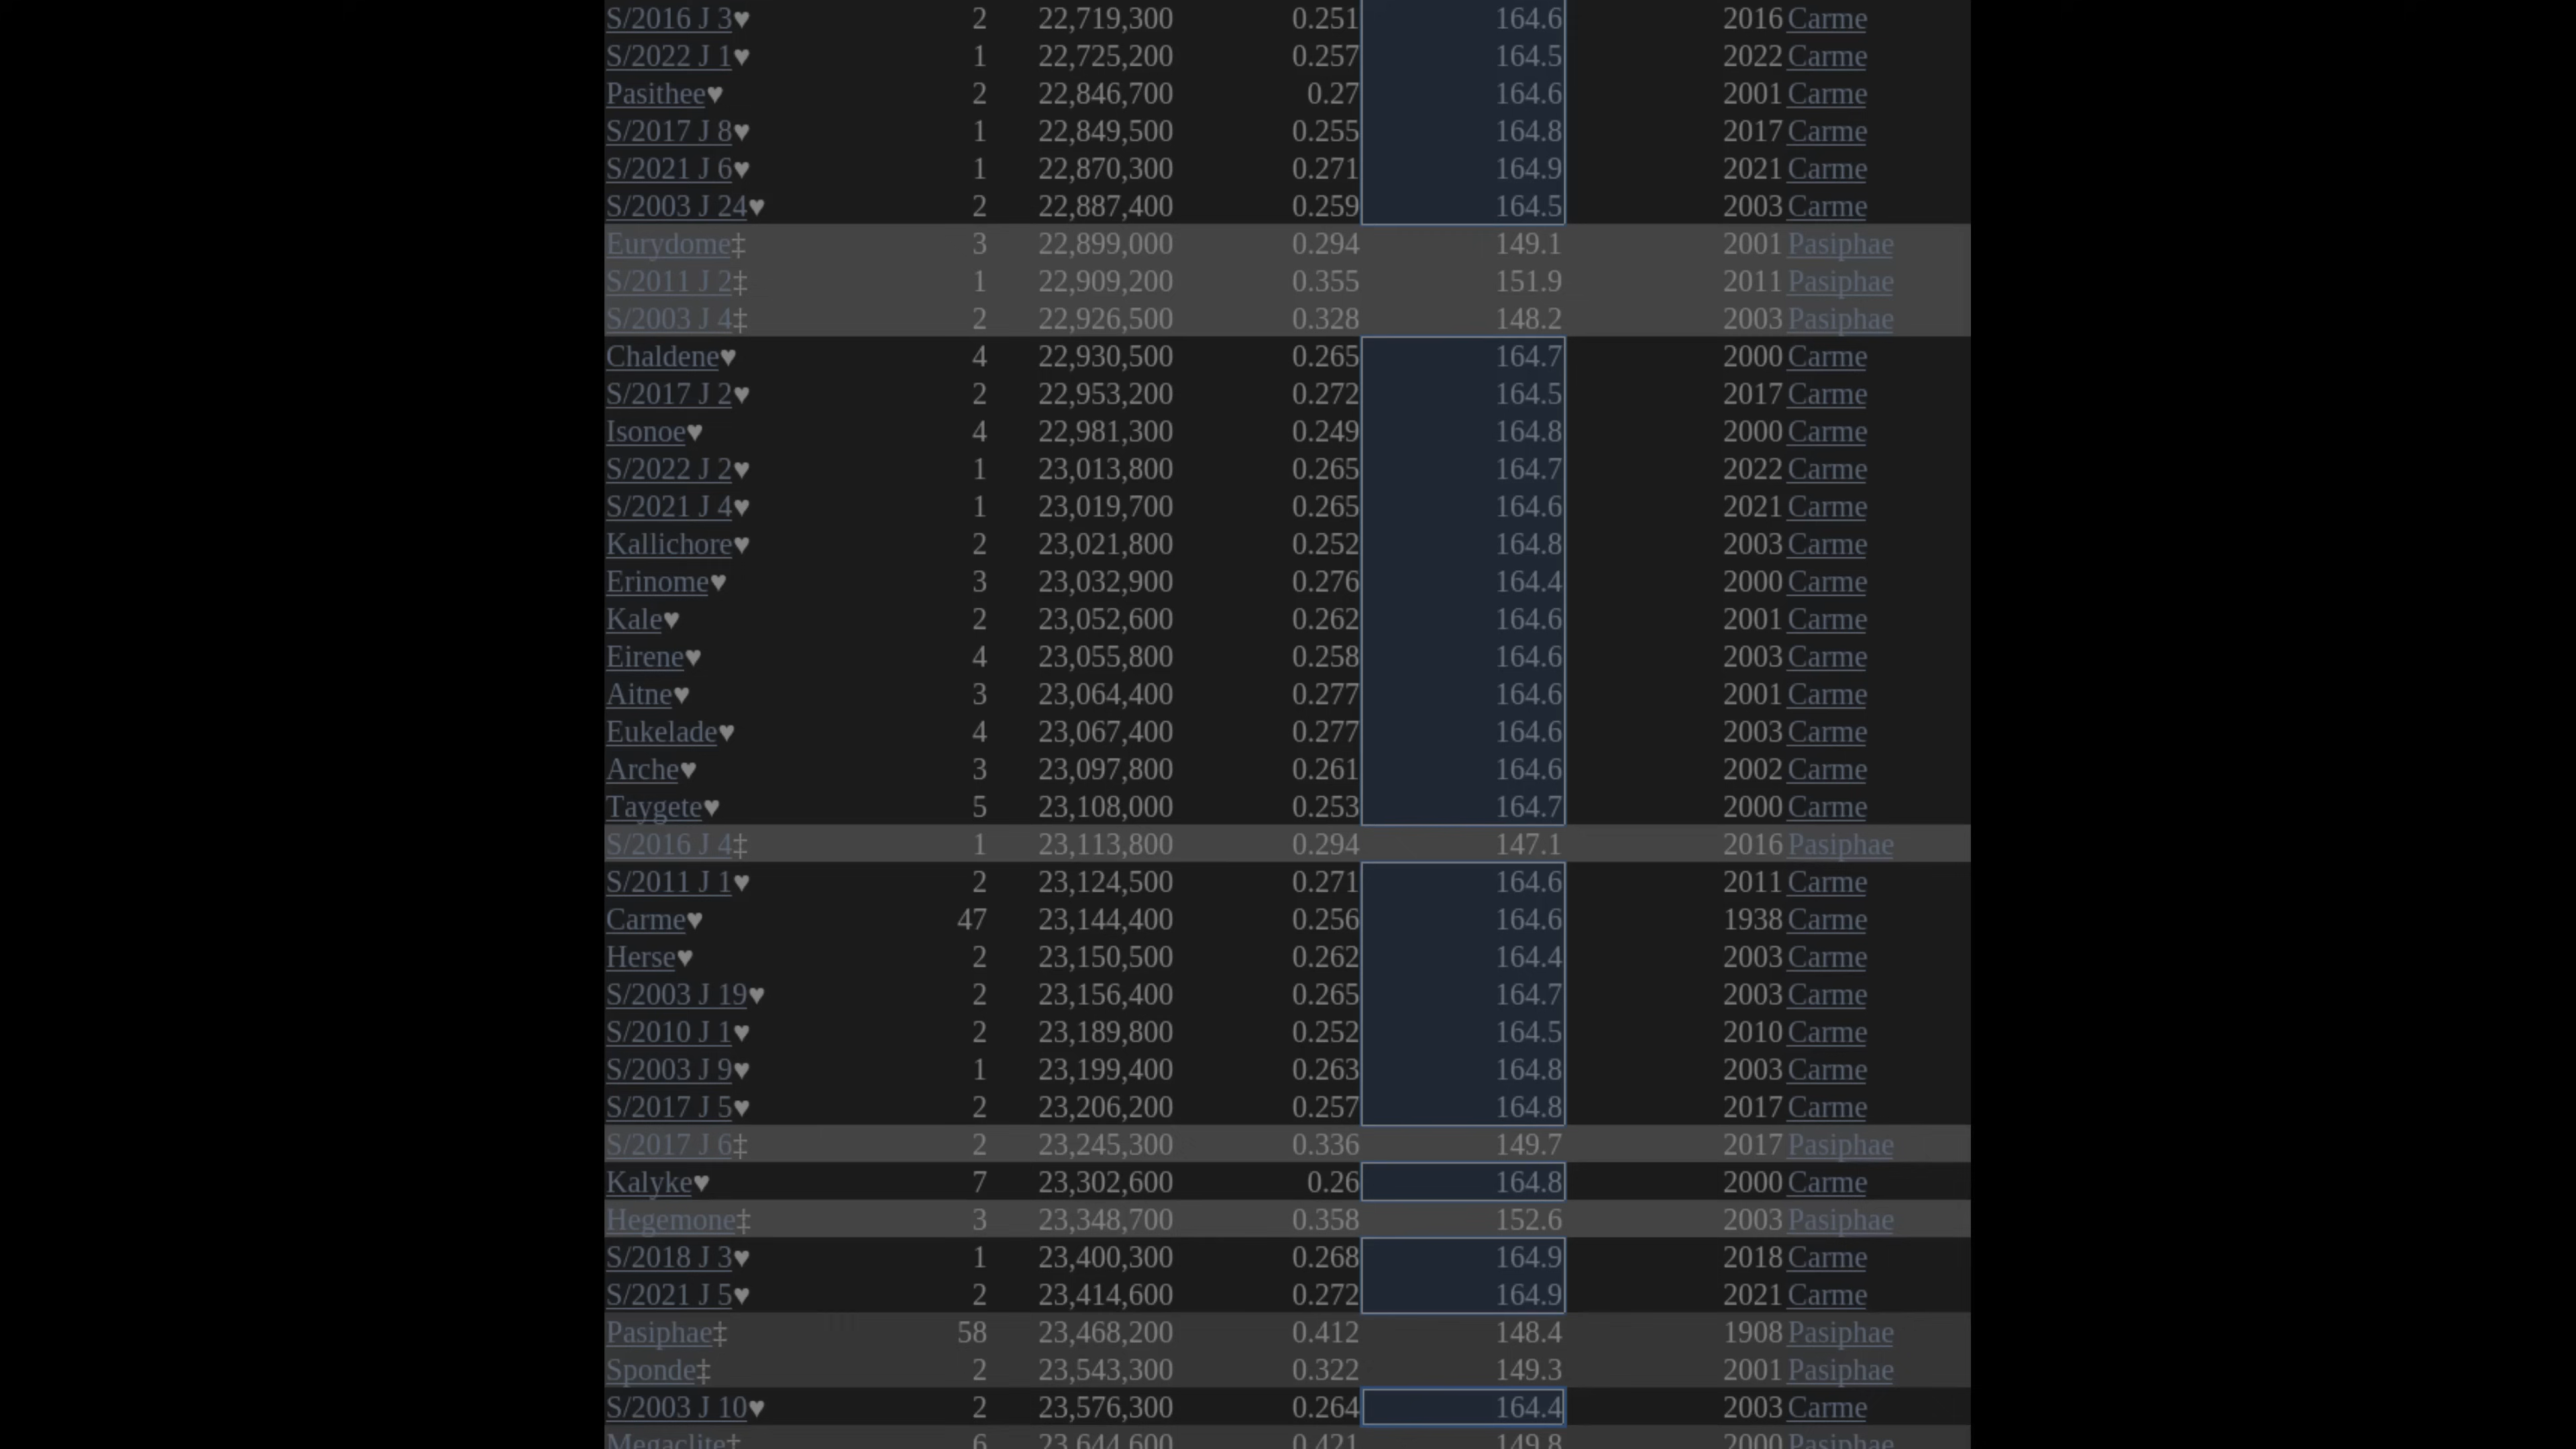 S/2016 J 3♥ 2 22,719,300 0.251 164.6 2016 Carme
S/2022 J 1♥ 1 22,725,200 0.257 164.5 2022 Carme
Pasithee♥ 2 22,846,700 0.27 164.6 2001 Carme
S/2017 J 8♥ 1 22,849,500 0.255 164.8 2017 Carme
S/2021 J 6♥ 1 22,870,300 0.271 164.9 2021 Carme
S/2003 J 24♥ 2 22,887,400 0.259 164.5 2003 Carme
Eurydome‡ 3 22,899,000 0.294 149.1 2001 Pasiphae
S/2011 J 2‡ 1 22,909,200 0.355 151.9 2011 Pasiphae
S/2003 J 4‡ 2 22,926,500 0.328 148.2 2003 Pasiphae
Chaldene♥ 4 22,930,500 0.265 164.7 2000 Carme
S/2017 J 2♥ 2 22,953,200 0.272 164.5 2017 Carme
Isonoe♥ 4 22,981,300 0.249 164.8 2000 Carme
S/2022 J 2♥ 1 23,013,800 0.265 164.7 2022 Carme
S/2021 J 4♥ 1 23,019,700 0.265 164.6 2021 Carme
Kallichore♥ 2 23,021,800 0.252 164.8 2003 Carme
Erinome♥ 3 23,032,900 0.276 164.4 2000 Carme
Kale♥ 2 23,052,600 0.262 164.6 2001 Carme
Eirene♥ 4 23,055,800 0.258 164.6 2003 Carme
Aitne♥ 3 23,064,400 0.277 164.6 2001 Carme
Eukelade♥ 4 23,067,400 0.277 164.6 2003 Carme
Arche♥ 3 23,097,800 0.261 164.6 2002 Carme
Taygete♥ 5 23,108,000 0.253 164.7 2000 Carme
S/2016 J 4‡ 1 23,113,800 0.294 147.1 2016 Pasiphae
S/2011 J 1♥ 2 23,124,500 0.271 164.6 2011 Carme
Carme♥ 47 23,144,400 0.256 164.6 1938 Carme
Herse♥ 2 23,150,500 0.262 164.4 2003 Carme
S/2003 J 19♥ 2 23,156,400 0.265 164.7 2003 Carme
S/2010 J 1♥ 2 23,189,800 0.252 164.5 2010 Carme
S/2003 J 9♥ 1 23,199,400 0.263 164.8 2003 Carme
S/2017 J 5♥ 2 23,206,200 0.257 164.8 2017 Carme
S/2017 J 6‡ 2 23,245,300 0.336 149.7 2017 Pasiphae
Kalyke♥ 7 23,302,600 0.26 164.8 2000 Carme
Hegemone‡ 3 23,348,700 0.358 152.6 2003 Pasiphae
S/2018 J 3♥ 1 23,400,300 0.268 164.9 2018 Carme
S/2021 J 5♥ 2 23,414,600 0.272 164.9 2021 Carme
Pasiphae‡ 58 23,468,200 0.412 148.4 1908 Pasiphae
Sponde‡ 2 23,543,300 0.322 149.3 2001 Pasiphae
S/2003 J 10♥ 2 23,576,300 0.264 164.4 2003 Carme
Megaclite‡ 6 23,644,600 0.421 149.8 2000 Pasiphae